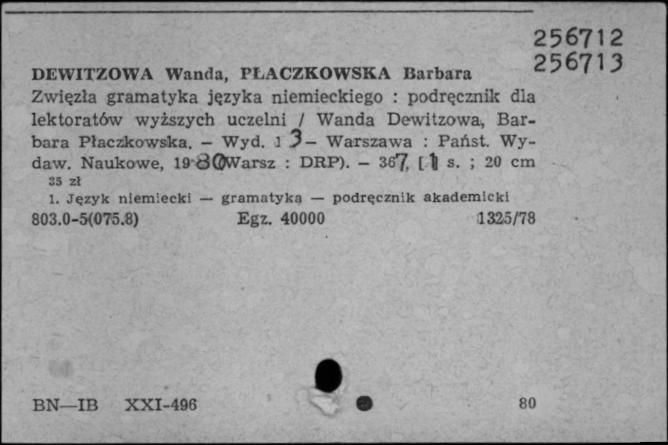 256712
256713
DEWITZOWA Wanda, PŁACZKOWSKA Barbara
Zwięzła gramatyka języka niemieckiego : podręcznik dla
lektoratów wyższych uczelni / Wanda Dewitzowa, Bar-
bara Płaczkowska. — Wyd. 13 — Warszawa : Państ. Wy-
daw. Naukowe, 1980 (Warsz : DRP). — 367, [1] s. ; 20 cm
35 zł
1. Język niemiecki — gramatyka — podręcznik akademicki
803.0-5(075.8) Egz. 40000 1325/78
BN—IB XXI-496 80